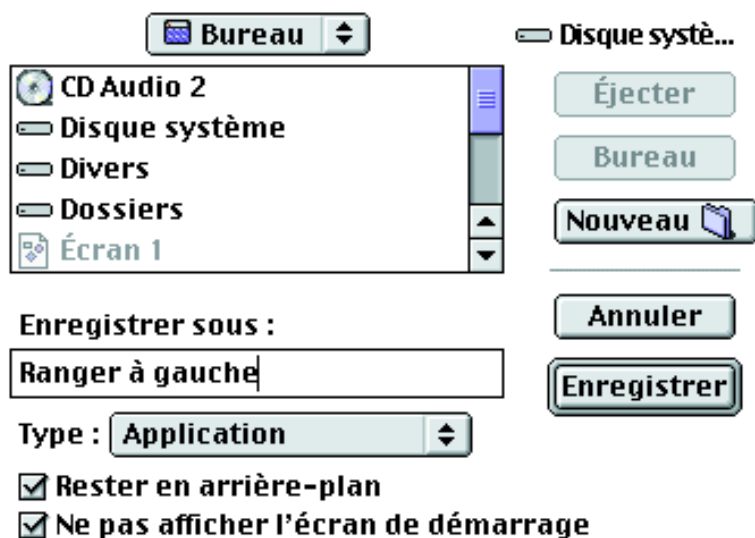 Bureau
Disque systè...
CD Audio 2
Disque système
Divers
Dossiers
Écran 1
Éjecter
Bureau
Nouveau
Enregistrer sous :
Ranger à gauche
Annuler
Enregistrer
Type : Application
Rester en arrière-plan
Ne pas afficher l'écran de démarrage